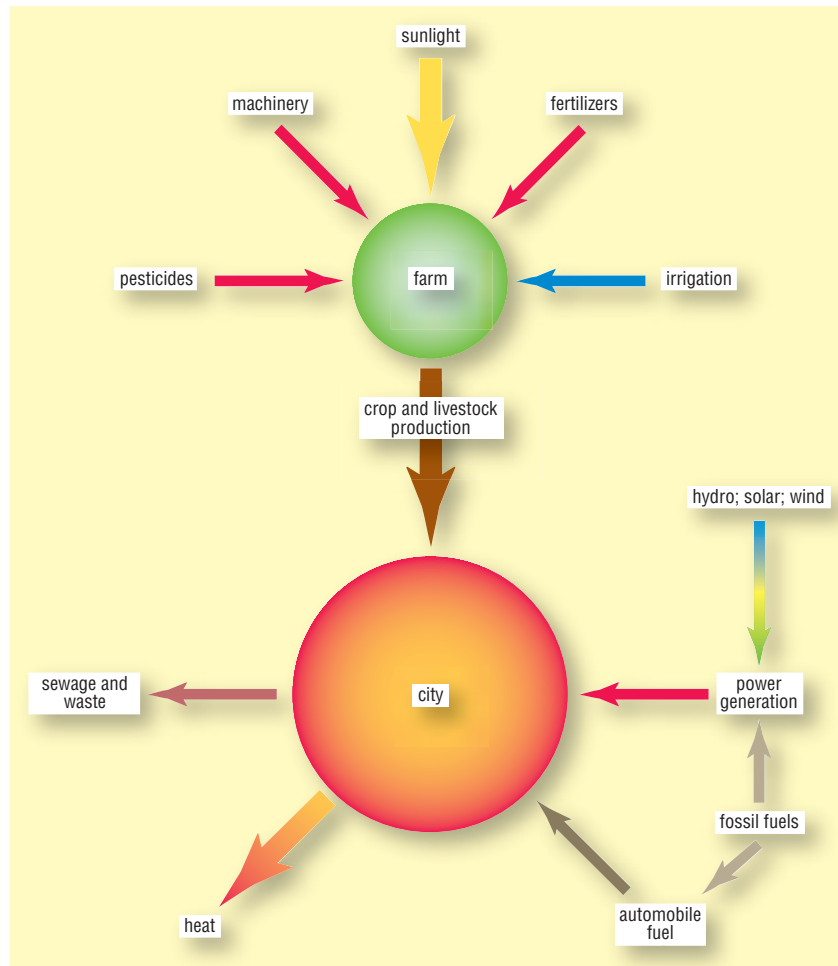 sunlight
machinery
fertilizers
pesticides
farm
irrigation
crop and livestock
production
hydro; solar; wind
sewage and
waste
city
power
generation
fossil fuels
automobile
fuel
heat